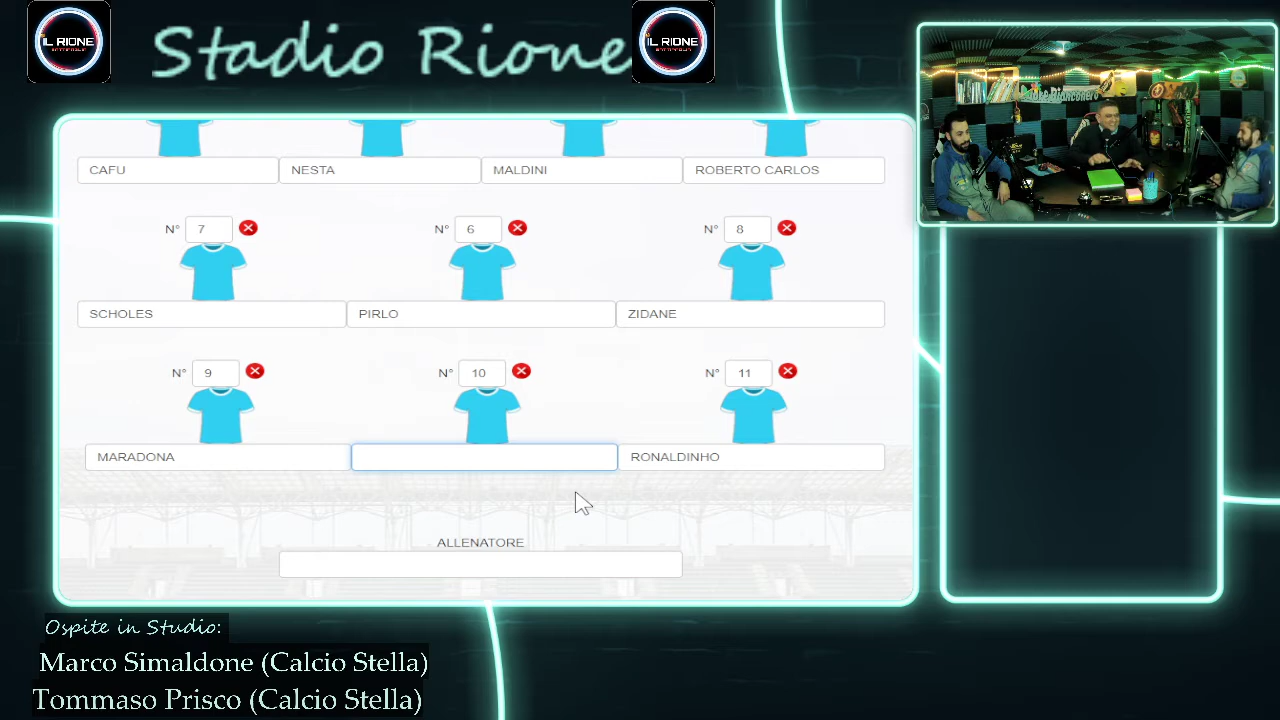 IL RIONE
Stadio Rione
IL RIONE
CAFU
NESTA
MALDINI
ROBERTO CARLOS
N° 7
N° 6
N° 8
SCHOLES
PIRLO
ZIDANE
N° 9
N° 10
N° 11
MARADONA
RONALDINHO
ALLENATORE
Ospite in Studio:
Marco Simaldone (Calcio Stella)
Tommaso Prisco (Calcio Stella)